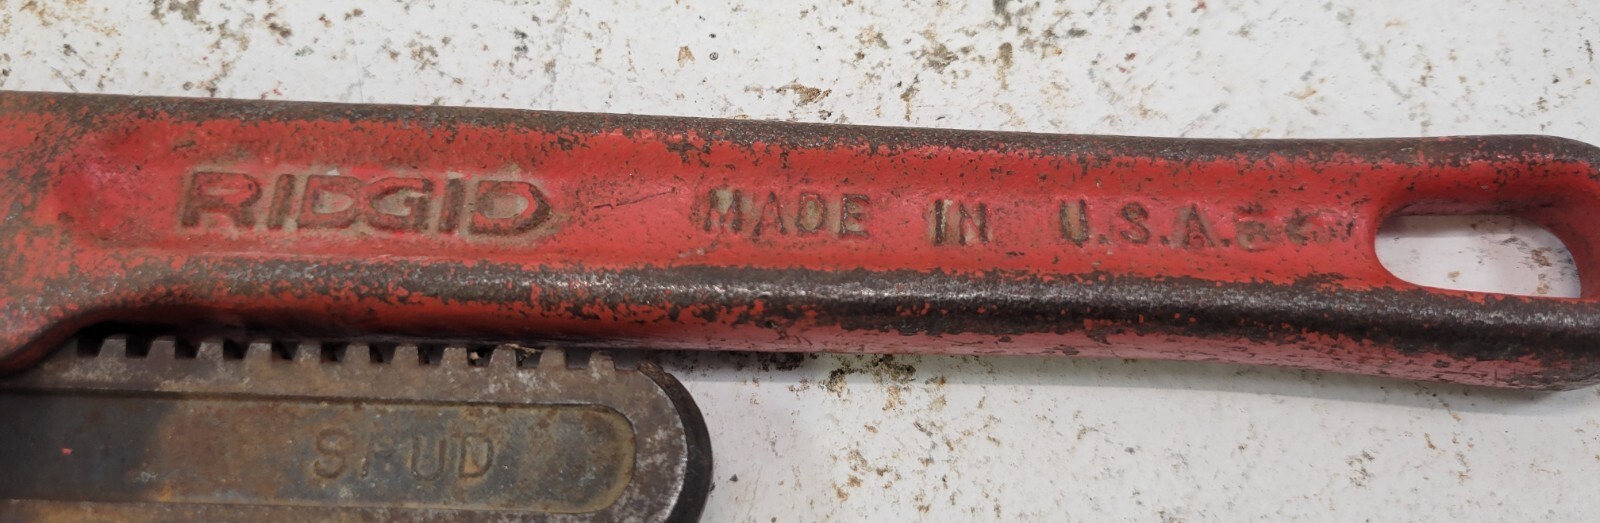 RIDGID MADE IN U.S.A.
SPUD